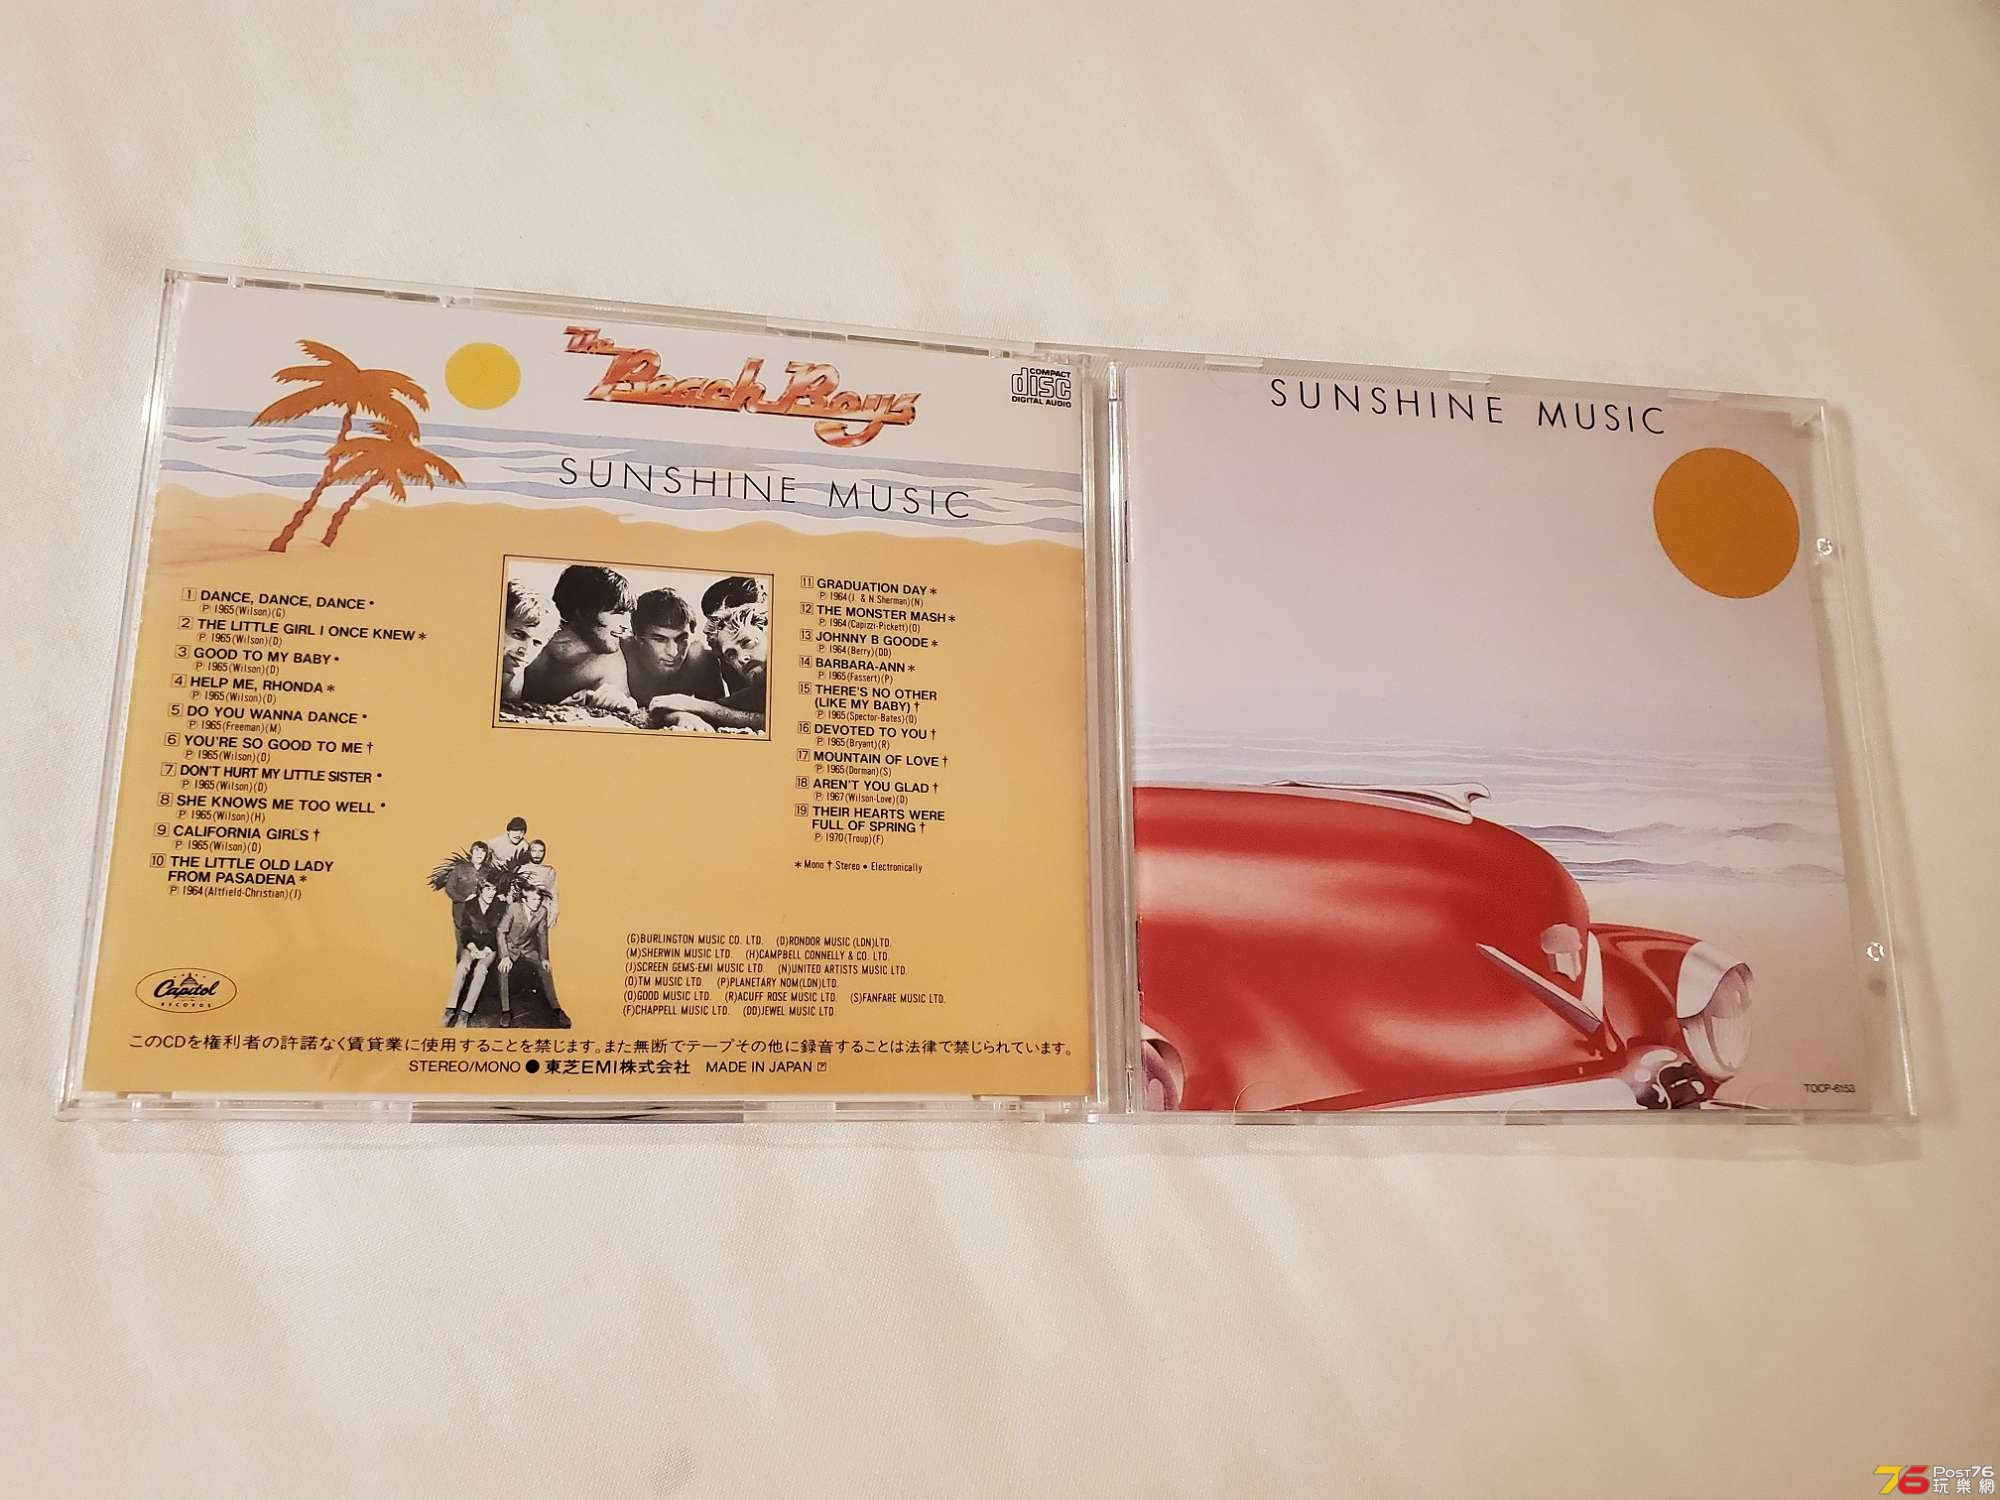 The
Beach Boys
COMPACT
disc
DIGITAL AUDIO
SUNSHINE MUSIC
1 DANCE, DANCE, DANCE •
Ⓟ 1965(Wilson)(G)
2 THE LITTLE GIRL I ONCE KNEW *
Ⓟ 1965(Wilson)(D)
3 GOOD TO MY BABY •
Ⓟ 1965(Wilson)(D)
4 HELP ME, RHONDA *
Ⓟ 1965(Wilson)(D)
5 DO YOU WANNA DANCE •
Ⓟ 1965(Freeman)(M)
6 YOU'RE SO GOOD TO ME †
Ⓟ 1965(Wilson)(D)
7 DON'T HURT MY LITTLE SISTER •
Ⓟ 1965(Wilson)(D)
8 SHE KNOWS ME TOO WELL •
Ⓟ 1965(Wilson)(H)
9 CALIFORNIA GIRLS †
Ⓟ 1965(Wilson)(D)
10 THE LITTLE OLD LADY
FROM PASADENA *
Ⓟ 1964(Altfield-Christian)(J)
11 GRADUATION DAY *
Ⓟ 1964(J. & N.Sherman)(N)
12 THE MONSTER MASH *
Ⓟ 1964(Capizzi-Pickett)(O)
13 JOHNNY B GOODE *
Ⓟ 1964(Berry)(DD)
14 BARBARA-ANN *
Ⓟ 1965(Fassert)(P)
15 THERE'S NO OTHER
(LIKE MY BABY) †
Ⓟ 1965(Spector-Bates)(Q)
16 DEVOTED TO YOU †
Ⓟ 1965(Bryant)(R)
17 MOUNTAIN OF LOVE †
Ⓟ 1965(Dorman)(S)
18 AREN'T YOU GLAD †
Ⓟ 1967(Wilson-Love)(D)
19 THEIR HEARTS WERE
FULL OF SPRING †
Ⓟ 1970(Troup)(F)
* Mono † Stereo • Electronically
(G)BURLINGTON MUSIC CO. LTD. (D)RONDOR MUSIC (LDN)LTD.
(M)SHERWIN MUSIC LTD. (H)CAMPBELL CONNELLY & CO. LTD.
(J)SCREEN GEMS-EMI MUSIC LTD. (N)UNITED ARTISTS MUSIC LTD.
(O)TM MUSIC LTD. (P)PLANETARY NOM(LDN)LTD.
(Q)GOOD MUSIC LTD. (R)ACUFF ROSE MUSIC LTD. (S)FANFARE MUSIC LTD.
(F)CHAPPELL MUSIC LTD. (DD)JEWEL MUSIC LTD.
Capitol
RECORDS
このCDを権利者の許諾なく賃貸業に使用することを禁じます。また無断でテープその他に録音することは法律で禁じられています。
STEREO/MONO ● 東芝EMI株式会社 MADE IN JAPAN
SUNSHINE MUSIC
TOCP-6153
76 POST76
玩樂網